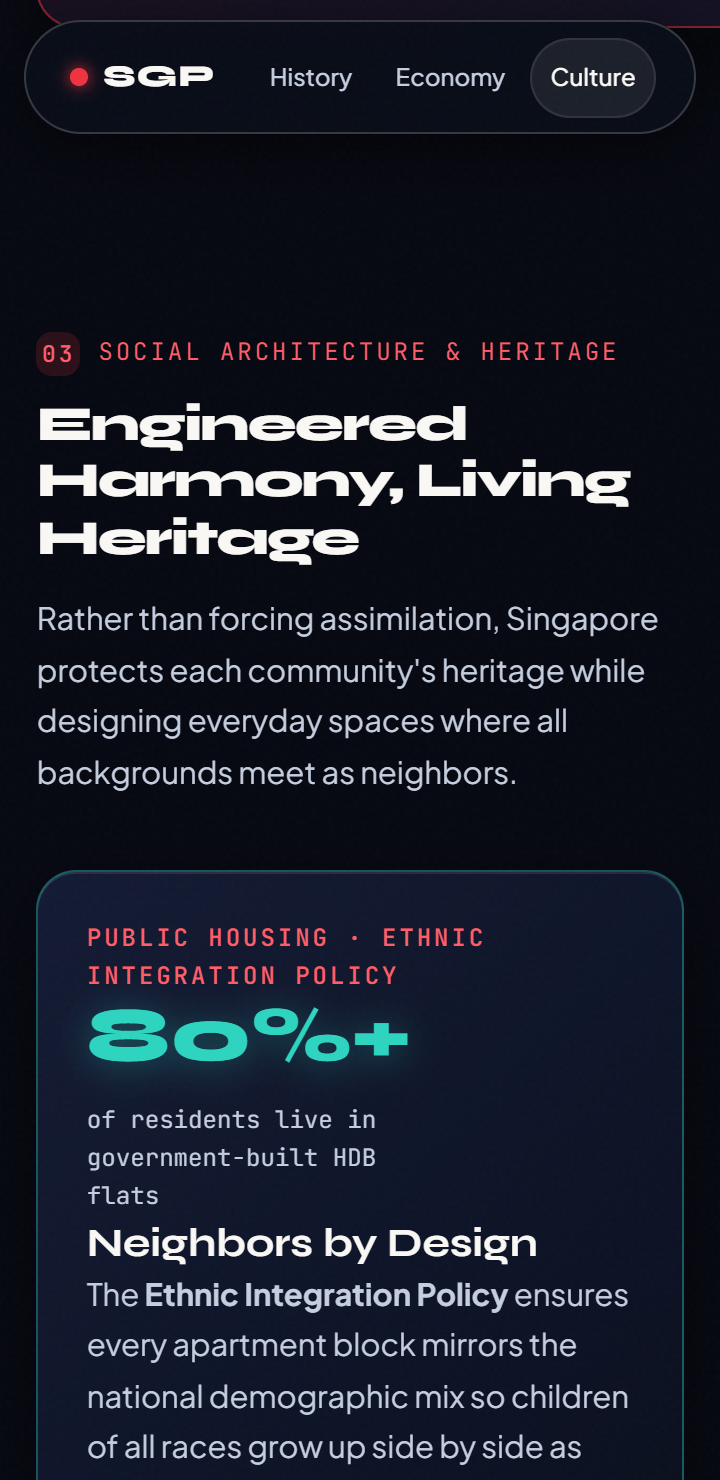 SGP History Economy Culture
03 SOCIAL ARCHITECTURE & HERITAGE
Engineered
Harmony, Living
Heritage
Rather than forcing assimilation, Singapore
protects each community's heritage while
designing everyday spaces where all
backgrounds meet as neighbors.
PUBLIC HOUSING · ETHNIC
INTEGRATION POLICY
80%+
of residents live in
government-built HDB
flats
Neighbors by Design
The Ethnic Integration Policy ensures
every apartment block mirrors the
national demographic mix so children
of all races grow up side by side as